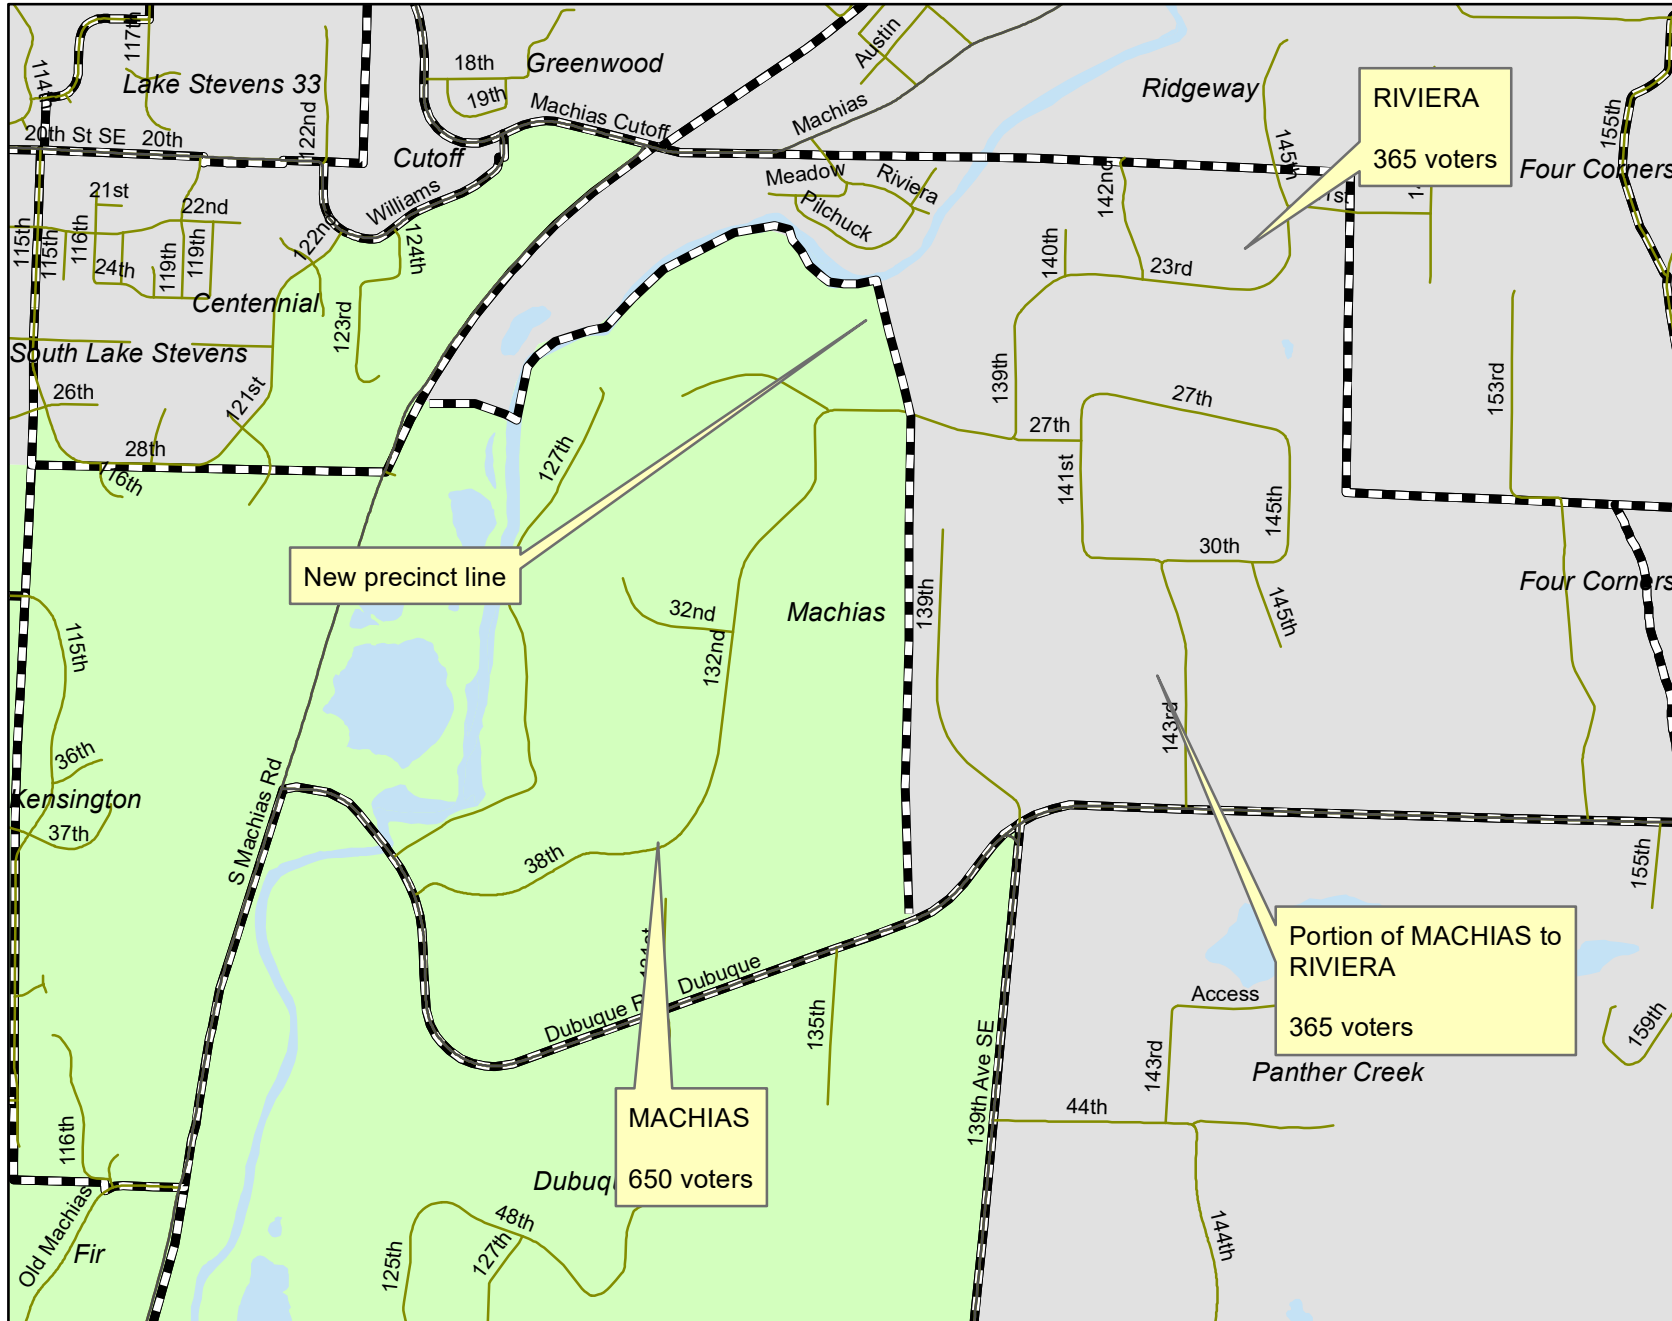 117th
114th
Lake Stevens 33
122nd
20th St SE
20th
18th
19th
Greenwood
Machias Cutoff
Machias
Austin
Ridgeway
145th
RIVIERA
365 voters
155th
Four Corners
Cutoff
Williams
Meadow
Riviera
Pilchuck
142nd
1st
21st
22nd
115th
115th
116th
24th
119th
119th
122nd
124th
Centennial
123rd
140th
23rd
South Lake Stevens
26th
121st
28th
116th
139th
27th
27th
153rd
127th
141st
145th
30th
New precinct line
32nd
132nd
Machias
139th
145th
Four Corners
115th
36th
Kensington
37th
S Machias Rd
143rd
38th
155th
Dubuque
Portion of MACHIAS to
RIVIERA
365 voters
Access
159th
135th
139th Ave SE
143rd
Panther Creek
44th
MACHIAS
650 voters
116th
Old Machias
Fir
48th
125th
127th
144th